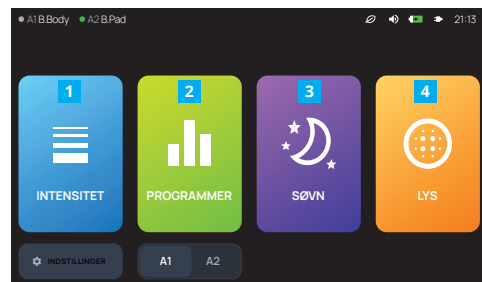 A1 B.Body A2 B.Pad 21:13
1 2 3 4
INTENSITET PROGRAMMER SØVN LYS
INDSTILLINGER A1 A2